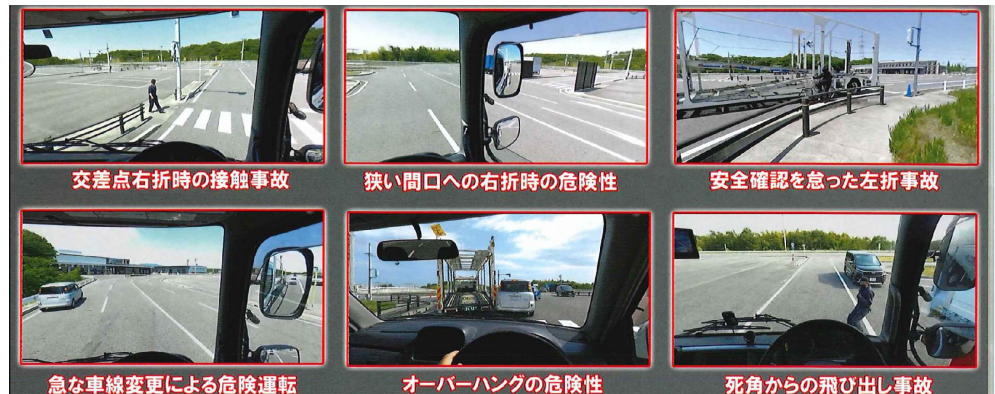 交差点右折時の接触事故
狭い間口への右折時の危険性
安全確認を怠った左折事故
急な車線変更による危険運転
オーバーハングの危険性
死角からの飛び出し事故